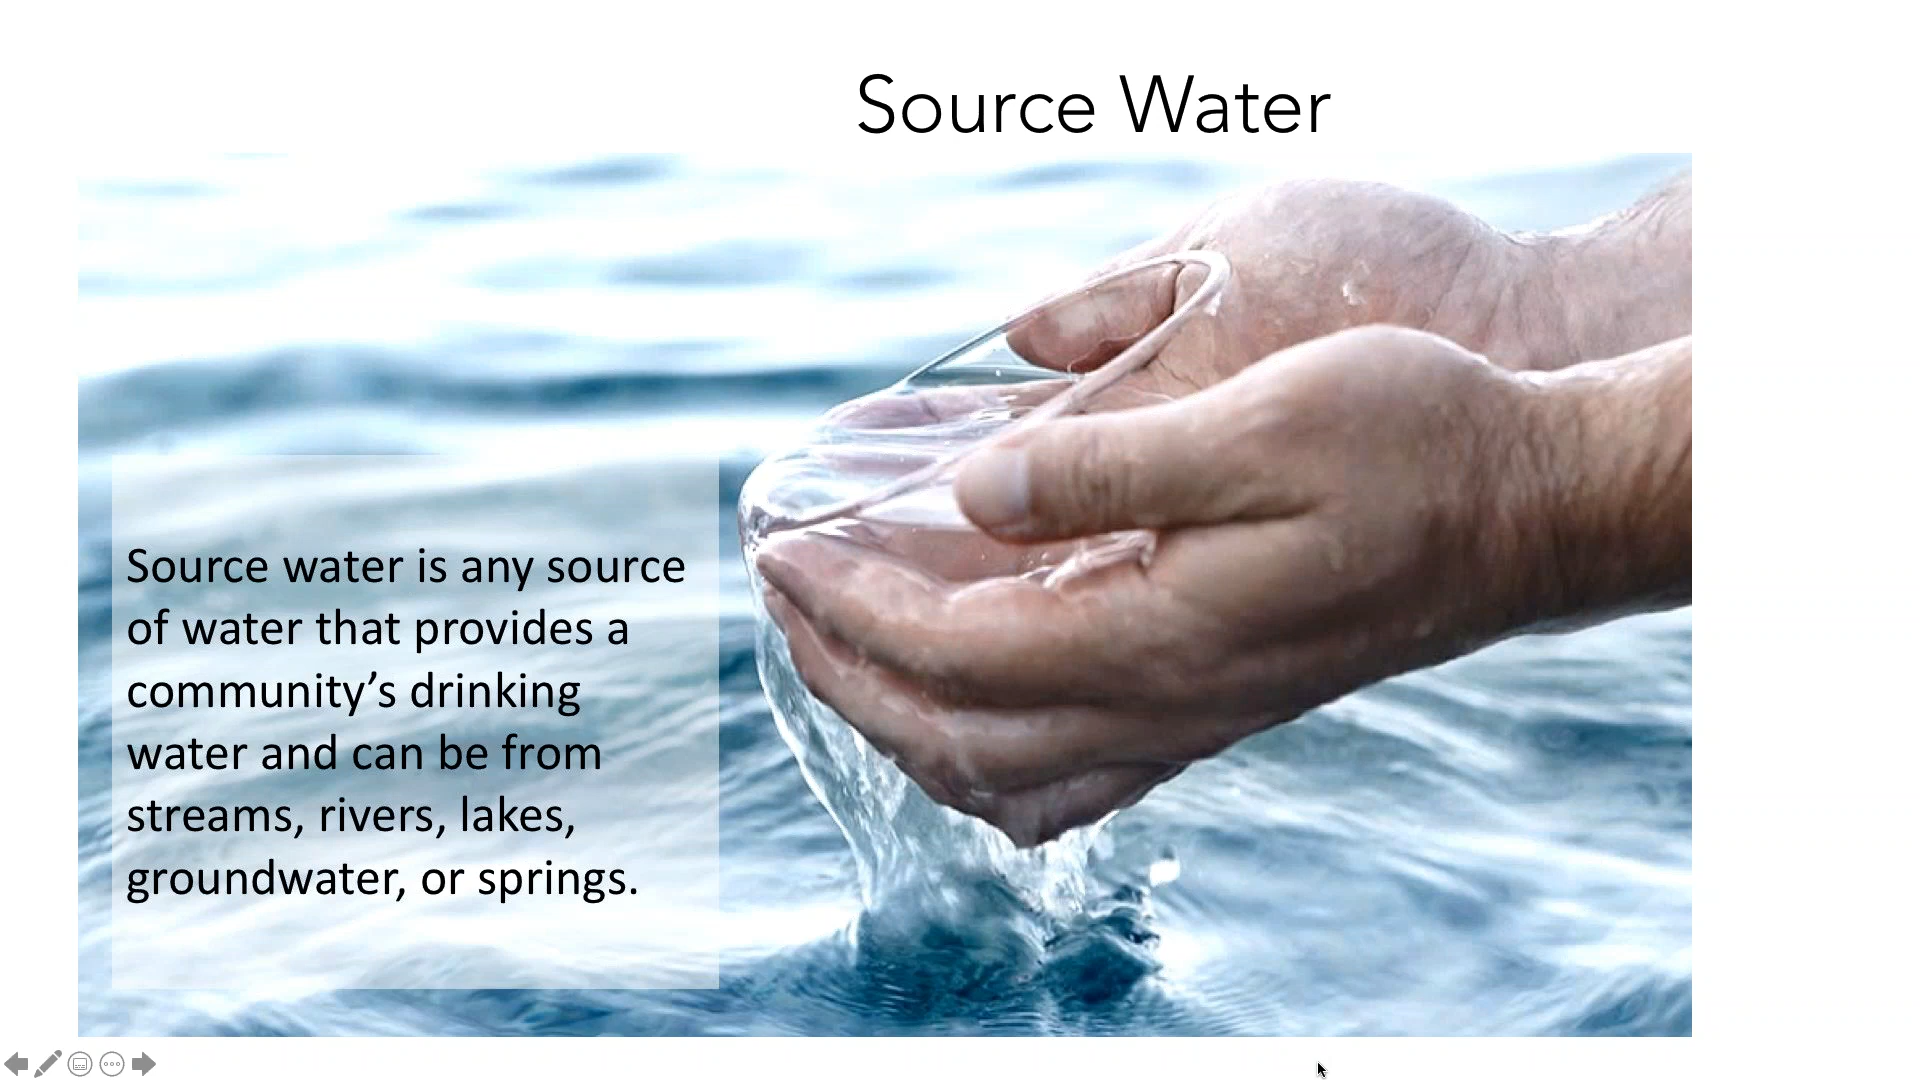 Source Water
Source water is any source
of water that provides a
community’s drinking
water and can be from
streams, rivers, lakes,
groundwater, or springs.